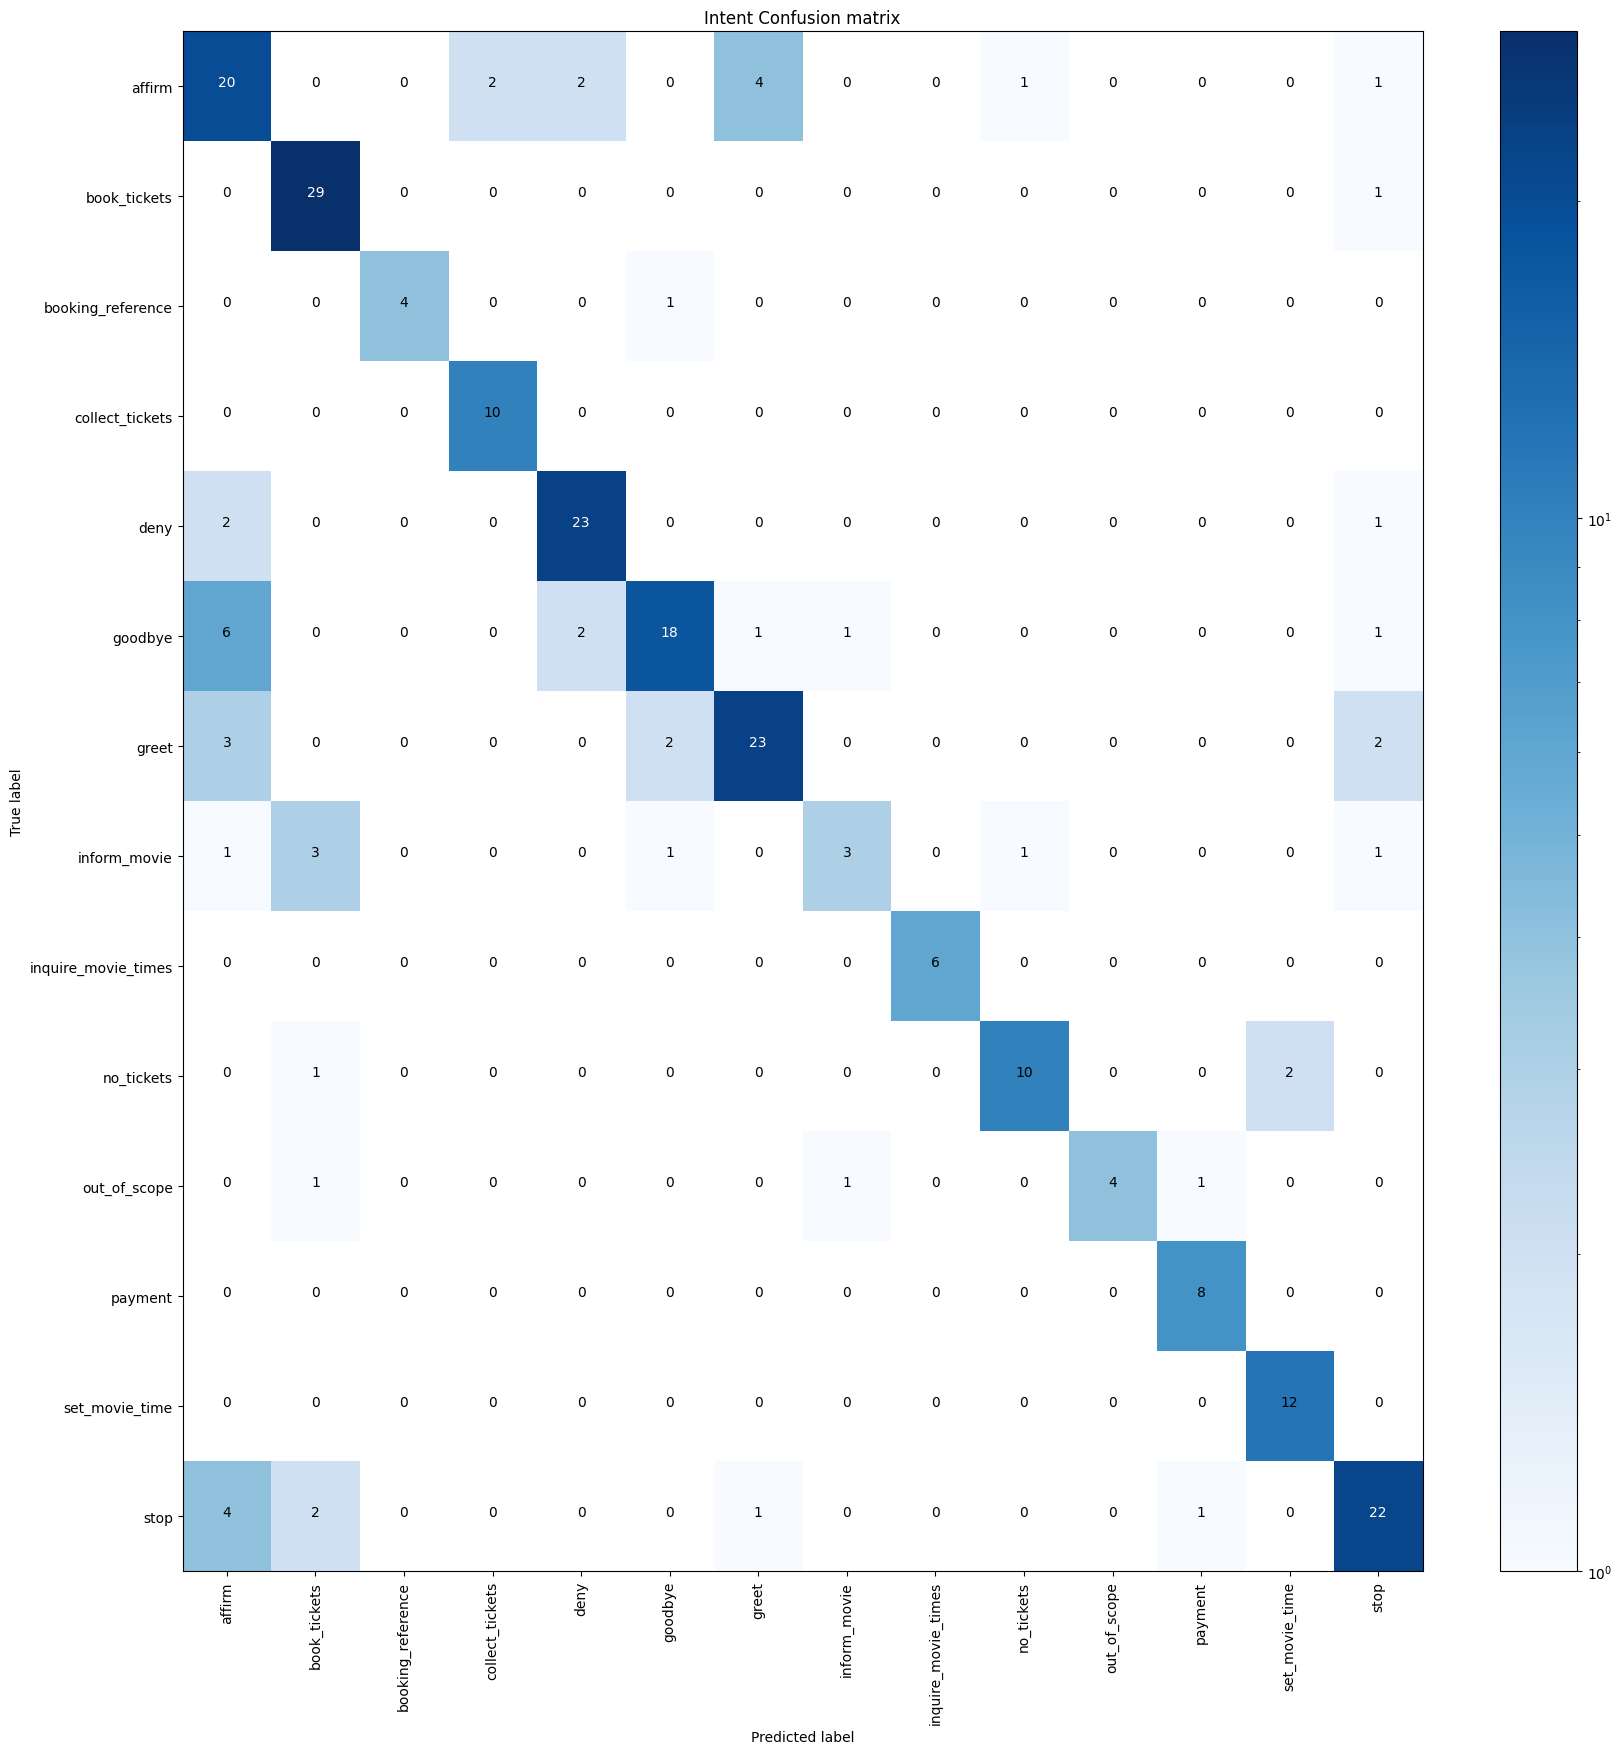 Intent Confusion matrix
affirm 20 0 0 2 2 0 4 0 0 1 0 0 0 1
book_tickets 0 29 0 0 0 0 0 0 0 0 0 0 0 1
booking_reference 0 0 4 0 0 1 0 0 0 0 0 0 0 0
collect_tickets 0 0 0 10 0 0 0 0 0 0 0 0 0 0
deny 2 0 0 0 23 0 0 0 0 0 0 0 0 1
10¹
goodbye 6 0 0 0 2 18 1 1 0 0 0 0 0 1
greet 3 0 0 0 0 2 23 0 0 0 0 0 0 2
True label
inform_movie 1 3 0 0 0 1 0 3 0 1 0 0 0 1
inquire_movie_times 0 0 0 0 0 0 0 0 6 0 0 0 0 0
no_tickets 0 1 0 0 0 0 0 0 0 10 0 0 2 0
out_of_scope 0 1 0 0 0 0 0 1 0 0 4 1 0 0
payment 0 0 0 0 0 0 0 0 0 0 0 8 0 0
set_movie_time 0 0 0 0 0 0 0 0 0 0 0 0 12 0
stop 4 2 0 0 0 0 1 0 0 0 0 1 0 22
10⁰
affirm
book_tickets
booking_reference
collect_tickets
deny
goodbye
greet
inform_movie
inquire_movie_times
no_tickets
out_of_scope
payment
set_movie_time
stop
Predicted label